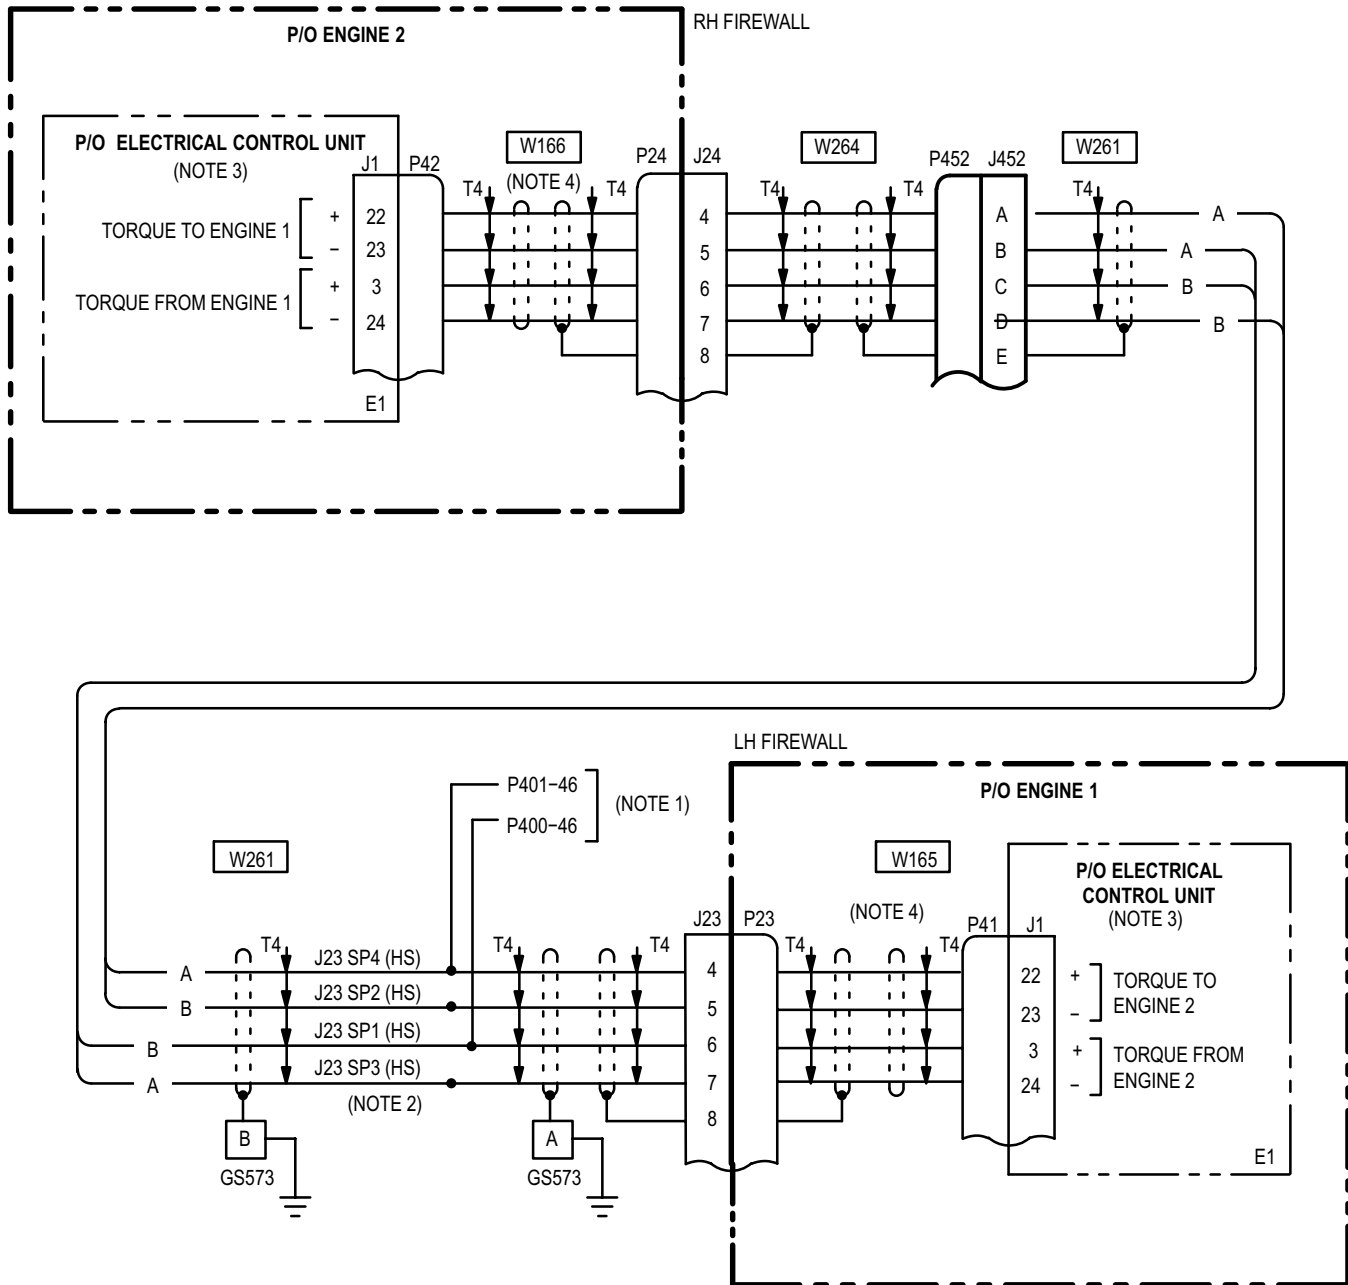 RH FIREWALL
P/O ENGINE 2
P/O ELECTRICAL CONTROL UNIT
(NOTE 3)
J1 P42
W166
(NOTE 4)
P24 J24
W264
P452 J452
W261
T4 T4 T4 T4 T4
TORQUE TO ENGINE 1
+ 22
− 23
TORQUE FROM ENGINE 1
+ 3
− 24
E1
4
5
6
7
8
A
B
C
D
E
A
A
B
B
LH FIREWALL
P/O ENGINE 1
P401−46
P400−46
(NOTE 1)
W261
W165
P/O ELECTRICAL
CONTROL UNIT
(NOTE 3)
(NOTE 4)
J23 P23
P41 J1
T4 T4 T4 T4 T4
A J23 SP4 (HS)
B J23 SP2 (HS)
B J23 SP1 (HS)
A J23 SP3 (HS)
(NOTE 2)
4
5
6
7
8
22 +
23 −
TORQUE TO
ENGINE 2
3 +
24 −
TORQUE FROM
ENGINE 2
E1
B
GS573
A
GS573